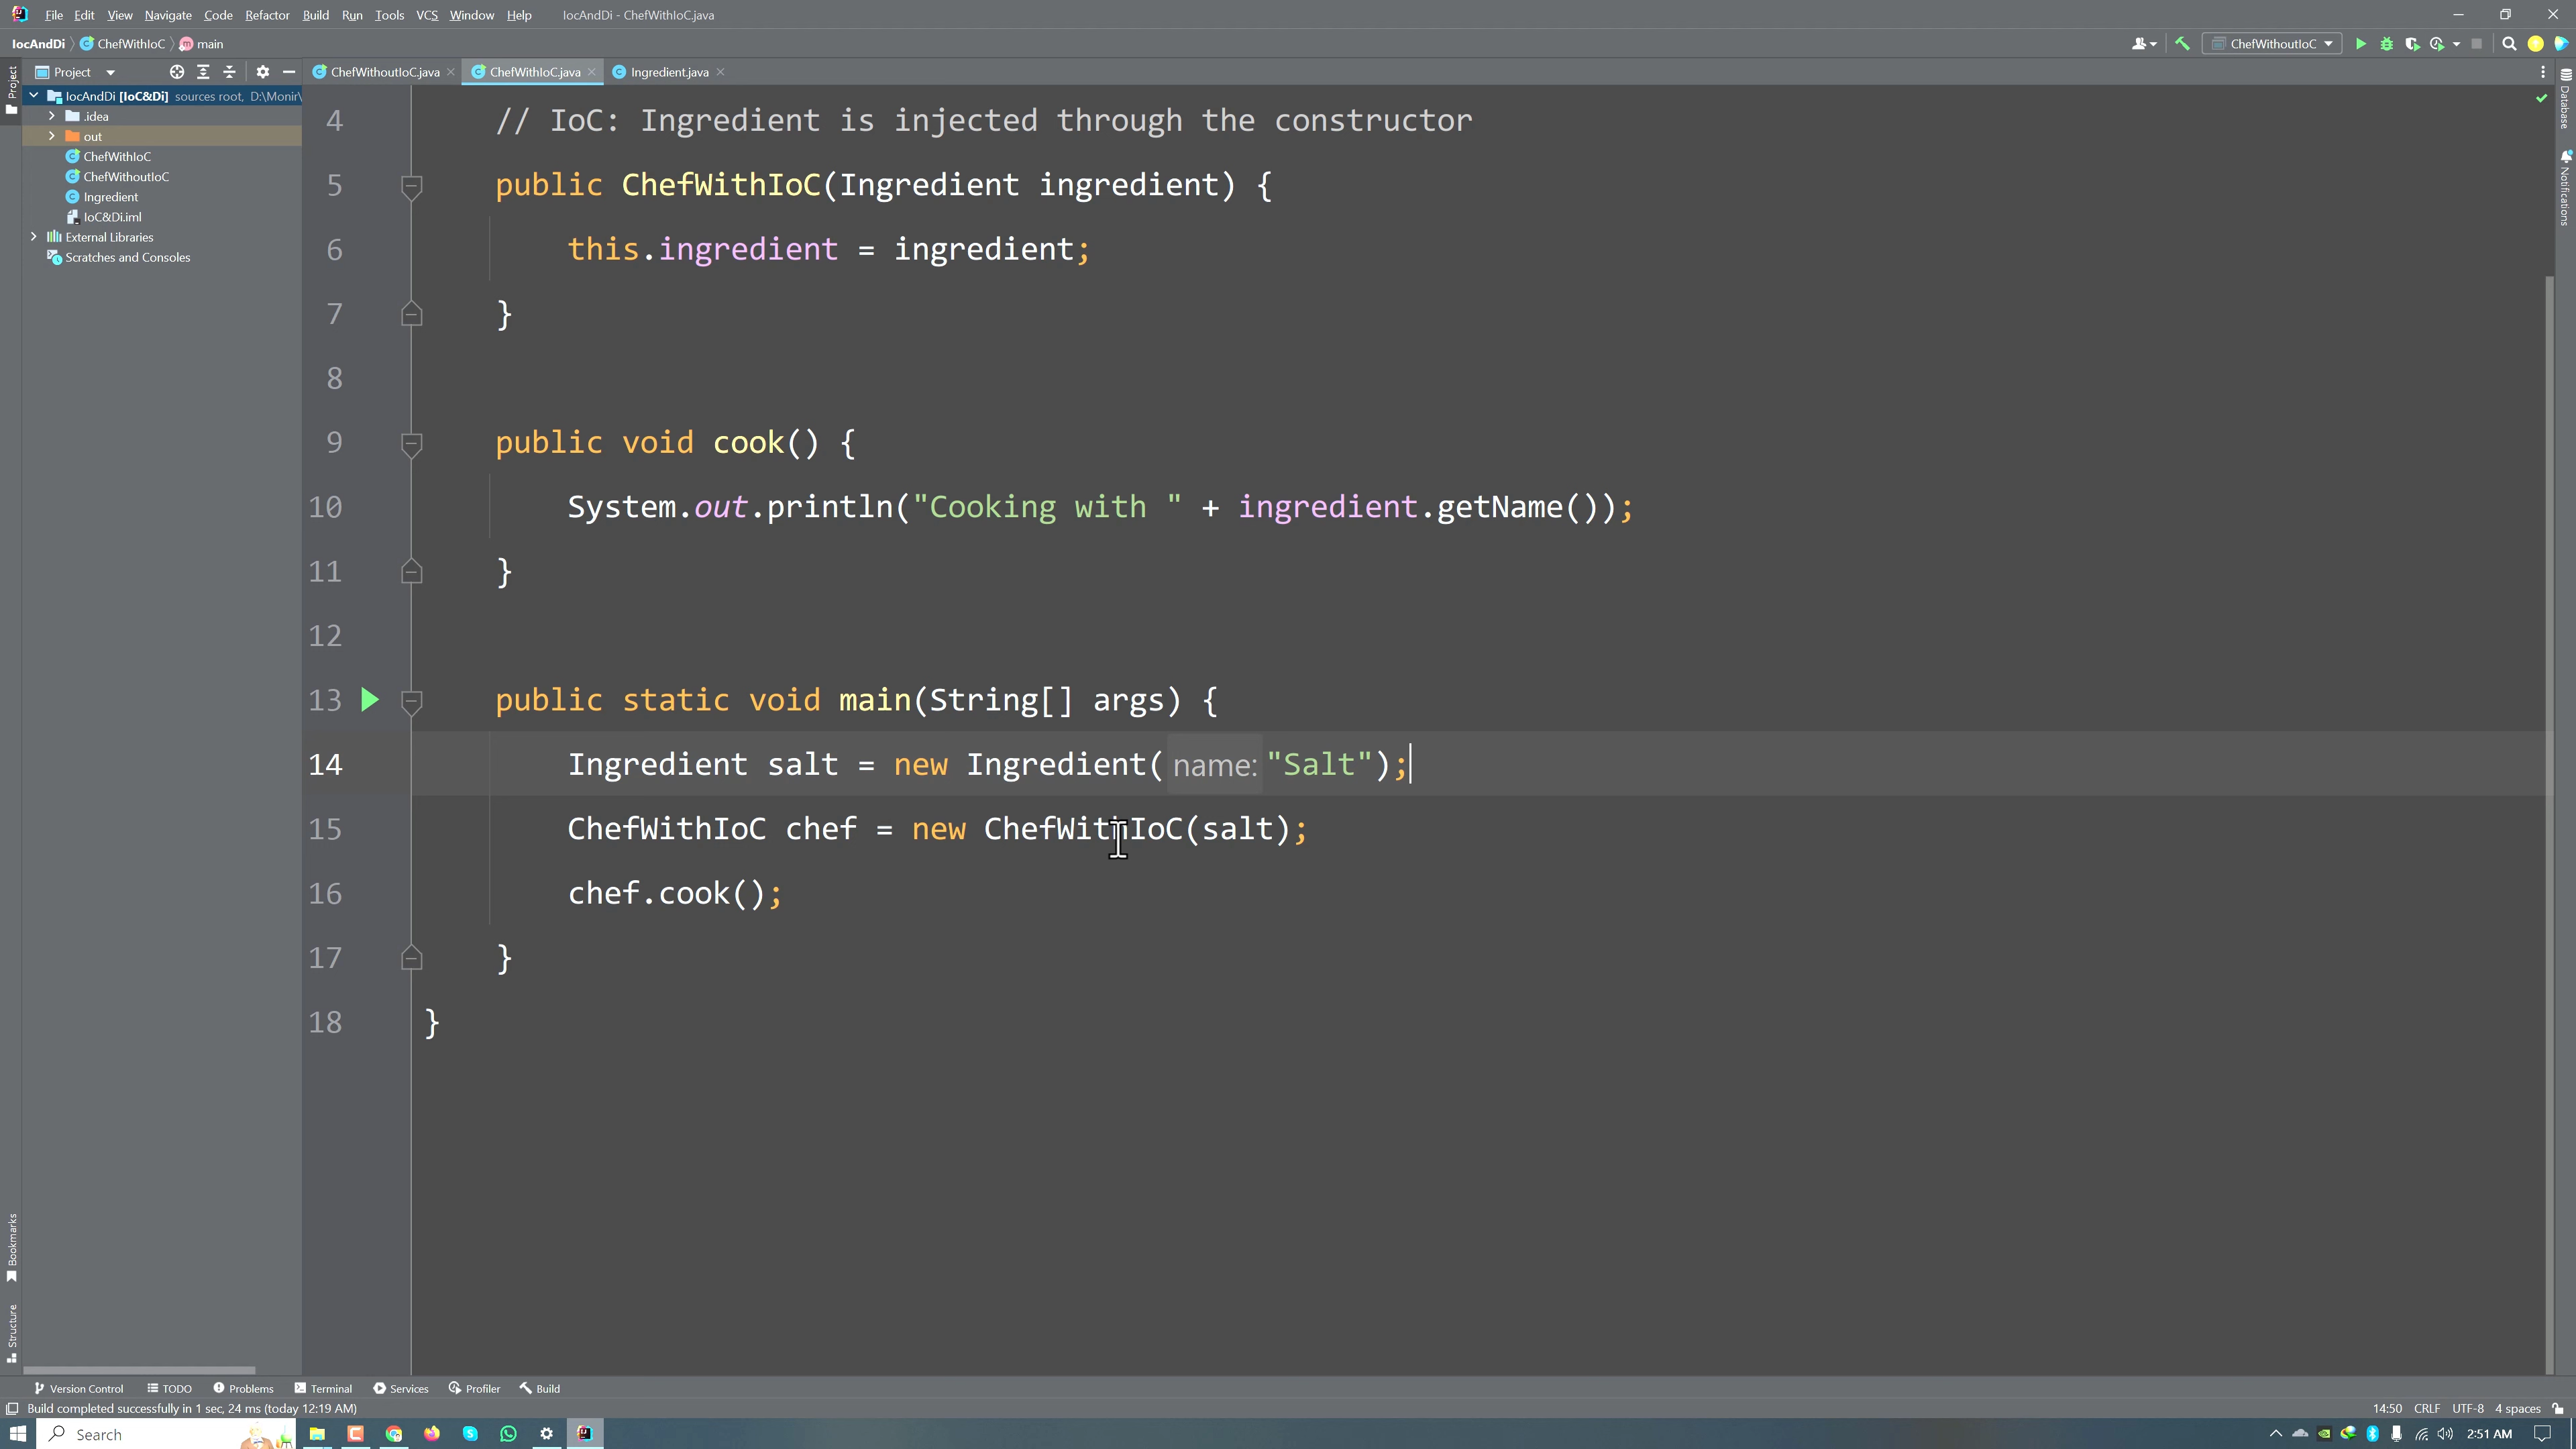 File Edit View Navigate Code Refactor Build Run Tools VCS Window Help IocAndDi - ChefWithIoC.java
IocAndDi ChefWithIoC main ChefWithoutIoC
Project ChefWithoutIoC.java ChefWithIoC.java Ingredient.java
Project
IocAndDi [IoC&Di] sources root, D:\Monir\
.idea
out
ChefWithIoC
ChefWithoutIoC
Ingredient
IoC&Di.iml
External Libraries
Scratches and Consoles
4 // IoC: Ingredient is injected through the constructor
5 public ChefWithIoC(Ingredient ingredient) {
6 this.ingredient = ingredient;
7 }
8
9 public void cook() {
10 System.out.println("Cooking with " + ingredient.getName());
11 }
12
13 public static void main(String[] args) {
14 Ingredient salt = new Ingredient( name: "Salt");
15 ChefWithIoC chef = new ChefWithIoC(salt);
16 chef.cook();
17 }
18 }
Database
Notifications
Bookmarks
Structure
Version Control TODO Problems Terminal Services Profiler Build
Build completed successfully in 1 sec, 24 ms (today 12:19 AM) 14:50 CRLF UTF-8 4 spaces
Search 2:51 AM